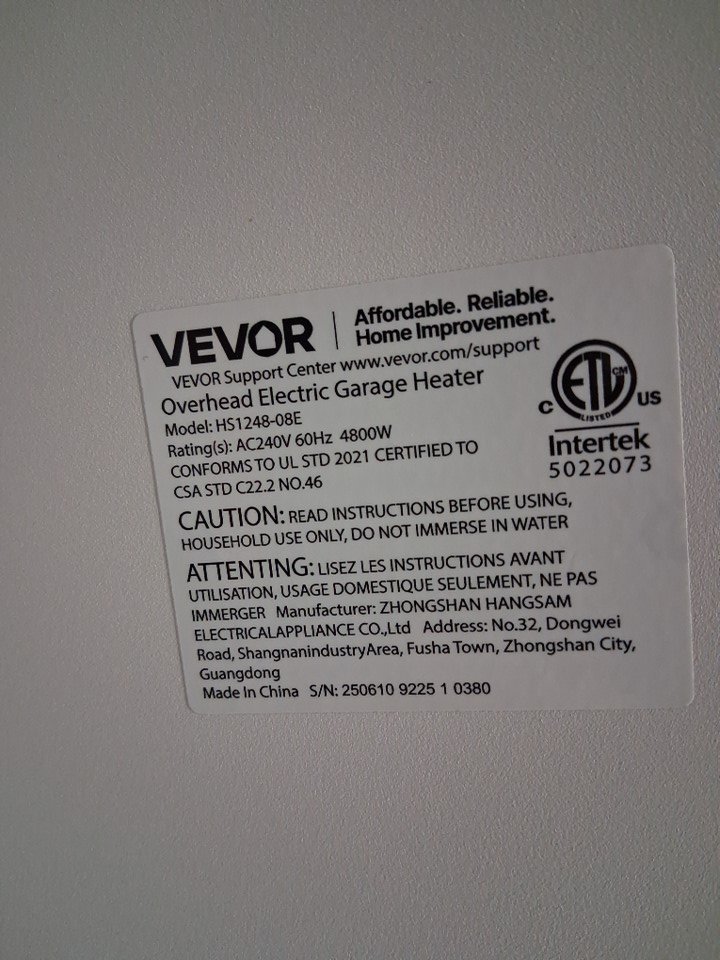 VEVOR | Affordable. Reliable.
Home Improvement.
VEVOR Support Center www.vevor.com/support
Overhead Electric Garage Heater
Model: HS1248-08E
Rating(s): AC240V 60Hz 4800W
CONFORMS TO UL STD 2021 CERTIFIED TO
CSA STD C22.2 NO.46
C ETL CM US
LISTED
Intertek
5022073
CAUTION: READ INSTRUCTIONS BEFORE USING,
HOUSEHOLD USE ONLY, DO NOT IMMERSE IN WATER
ATTENTING: LISEZ LES INSTRUCTIONS AVANT
UTILISATION, USAGE DOMESTIQUE SEULEMENT, NE PAS
IMMERGER Manufacturer: ZHONGSHAN HANGSAM
ELECTRICALAPPLIANCE CO.,Ltd Address: No.32, Dongwei
Road, ShangnanindustryArea, Fusha Town, Zhongshan City,
Guangdong
Made In China S/N: 250610 9225 1 0380